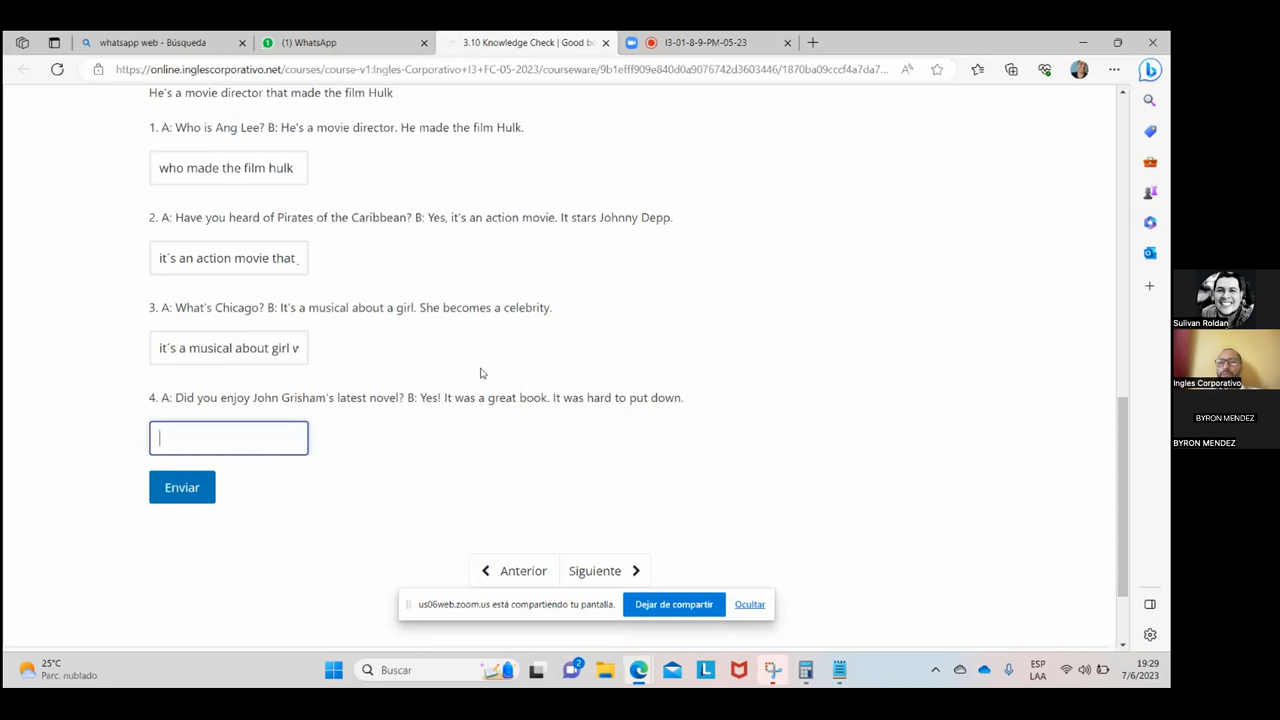 whatsapp web - Búsqueda
(1) WhatsApp
3.10 Knowledge Check | Good b
I3-01-8-9-PM-05-23
https://online.inglescorporativo.net/courses/course-v1:Ingles-Corporativo+I3+FC-05-2023/courseware/9b1efff909e840d0a9076742d3603446/1870ba09cccf4a7da7...
He's a movie director that made the film Hulk
1. A: Who is Ang Lee? B: He's a movie director. He made the film Hulk.
who made the film hulk
2. A: Have you heard of Pirates of the Caribbean? B: Yes, it's an action movie. It stars Johnny Depp.
it´s an action movie that
3. A: What's Chicago? B: It's a musical about a girl. She becomes a celebrity.
it´s a musical about girl w
4. A: Did you enjoy John Grisham's latest novel? B: Yes! It was a great book. It was hard to put down.
Enviar
Anterior
Siguiente
us06web.zoom.us está compartiendo tu pantalla.
Dejar de compartir
Ocultar
Sulivan Roldan
Ingles Corporativo
BYRON MENDEZ
BYRON MENDEZ
25°C
Parc. nublado
Buscar
2
ESP
LAA
19:29
7/6/2023